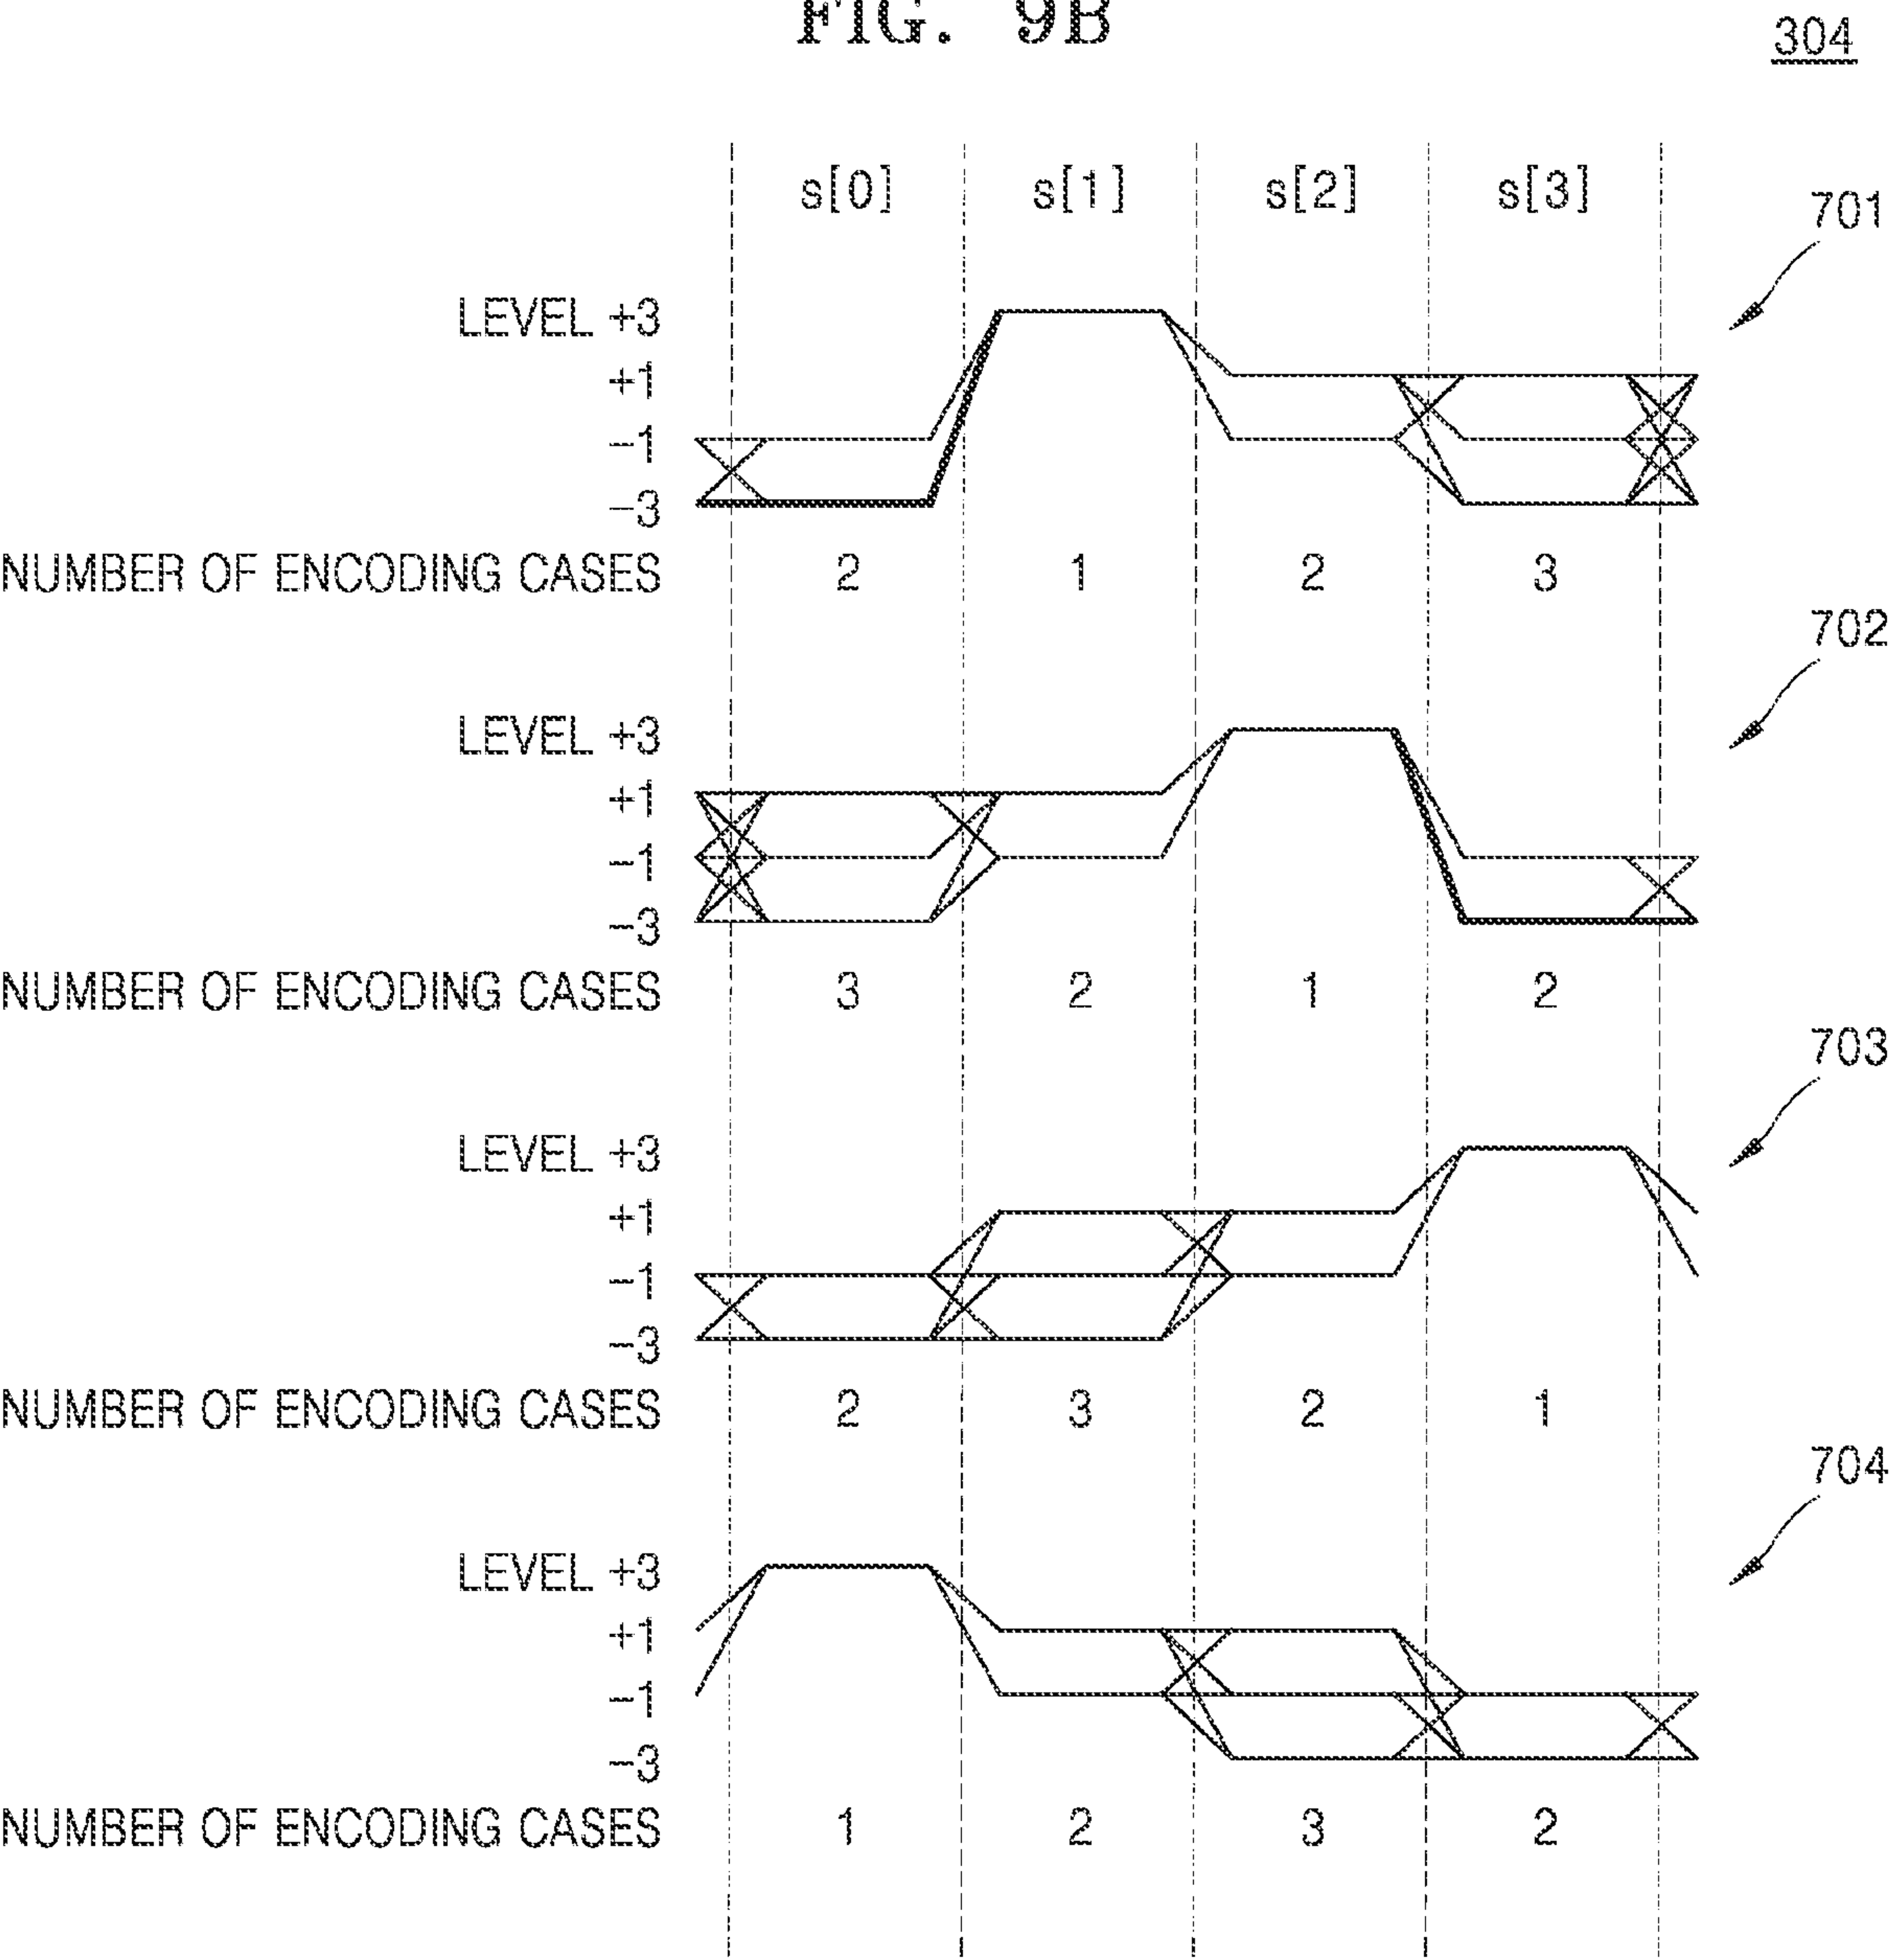 FIG. 9B
304
s[0] s[1] s[2] s[3]
701
LEVEL +3
+1
−1
−3
NUMBER OF ENCODING CASES 2 1 2 3
702
LEVEL +3
+1
−1
−3
NUMBER OF ENCODING CASES 3 2 1 2
703
LEVEL +3
+1
−1
−3
NUMBER OF ENCODING CASES 2 3 2 1
704
LEVEL +3
+1
−1
−3
NUMBER OF ENCODING CASES 1 2 3 2